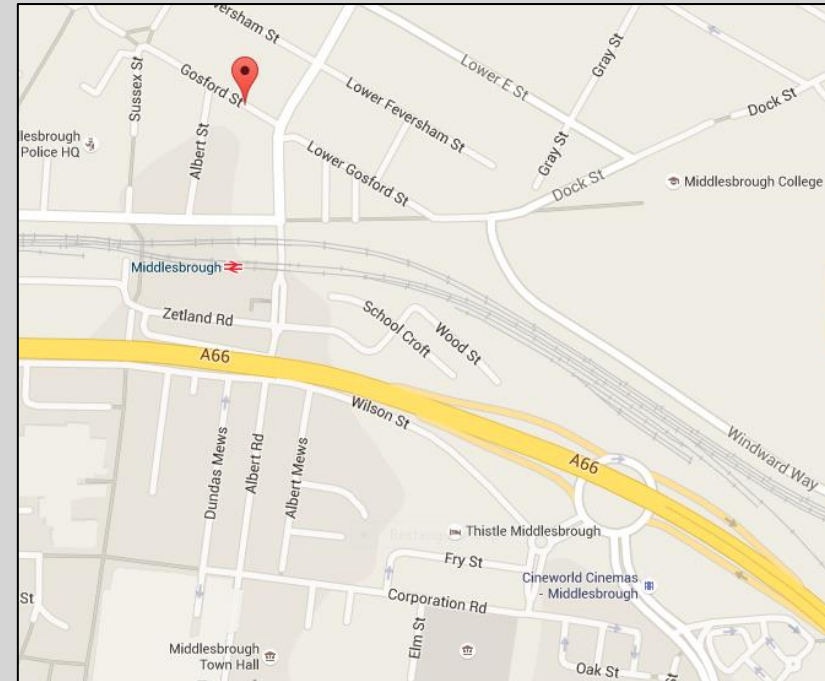 eversham St
Gosford St
Sussex St
Lower E St
Gray St
Dock St
Lower Feversham St
lesbrough
Police HQ
Albert St
Lower Gosford St
Gray St
Dock St
Middlesbrough College
Middlesbrough
Zetland Rd
School Croft
Wood St
A66
Wilson St
Windward Way
A66
Dundas Mews
Albert Rd
Albert Mews
Thistle Middlesbrough
Fry St
Cineworld Cinemas
- Middlesbrough
St
Corporation Rd
Elm St
Middlesbrough
Town Hall
Oak St
St